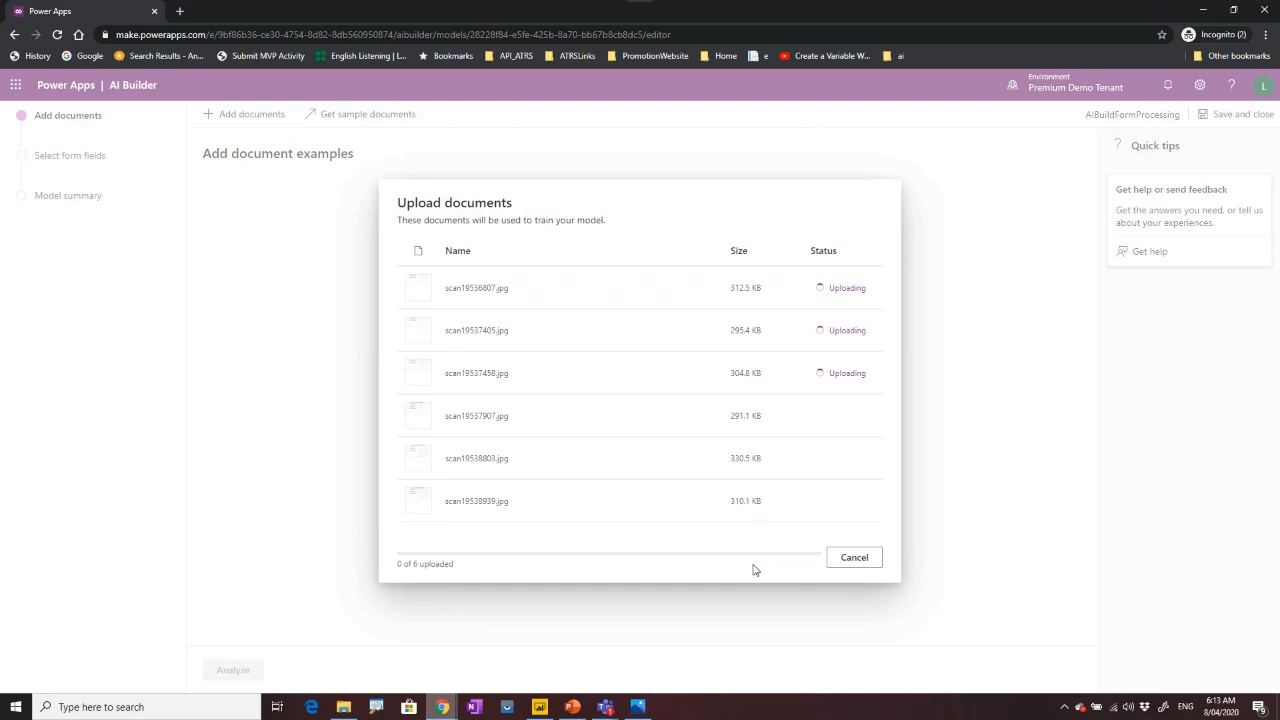 Power Apps
make.powerapps.com/e/9bf86b36-ce30-4754-8d82-8db560950874/aibuilder/models/28228f84-e5fe-425b-8a70-bb67b8cb8dc5/editor
Incognito (2)
History
Google
Search Results - Am...
Submit MVP Activity
English Listening | L...
Bookmarks
API_ATRS
ATRSLinks
PromotionWebsite
Home
e
Create a Variable W...
ai
Other bookmarks
Power Apps | AI Builder
Environment
Premium Demo Tenant
L
Add documents
Select form fields
Model summary
Add documents
Get sample documents
AIBuildFormProcessing
Save and close
Add document examples
Quick tips
Get help or send feedback
Get the answers you need, or tell us
about your experiences.
Get help
Upload documents
These documents will be used to train your model.
Name Size Status
scan19536807.jpg 312.5 KB Uploading
scan19537405.jpg 295.4 KB Uploading
scan19537458.jpg 304.8 KB Uploading
scan19537907.jpg 291.1 KB
scan19538803.jpg 330.5 KB
scan19538939.jpg 310.1 KB
0 of 6 uploaded
Cancel
Analyze
Type here to search
ENG
6:13 AM
8/04/2020